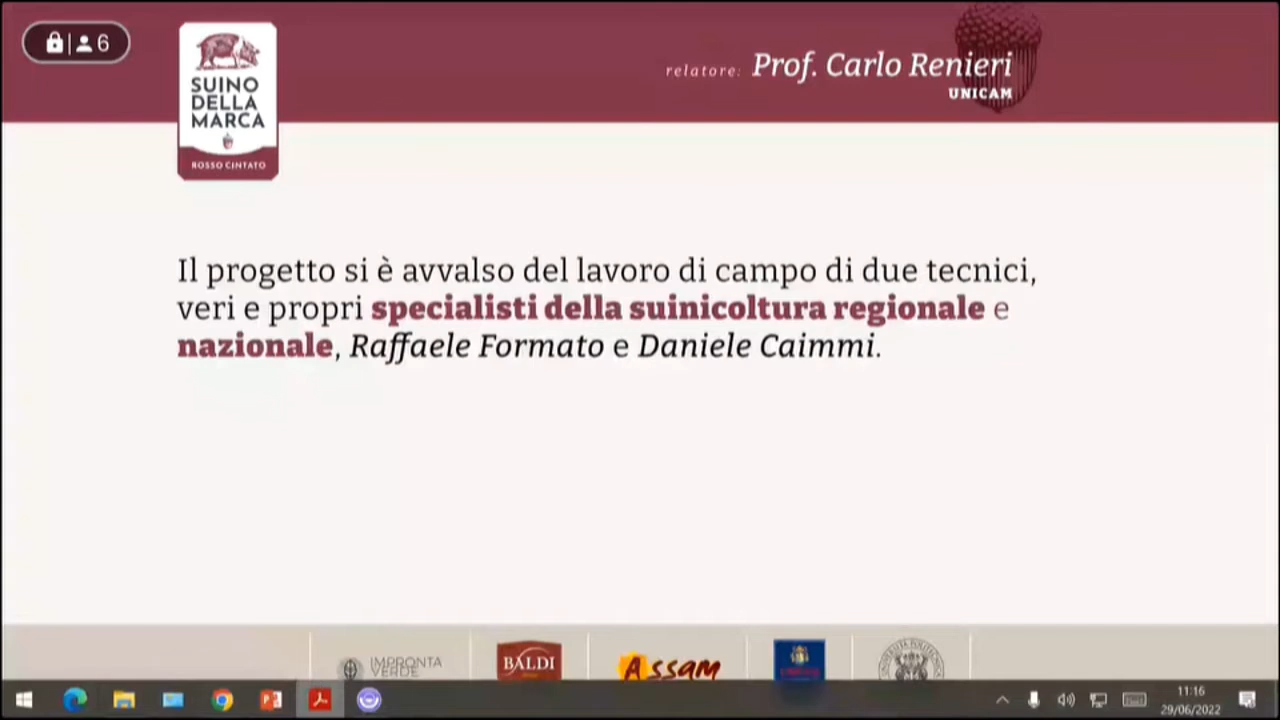 6
SUINO
DELLA
MARCA
ROSSO CINTATO
relatore: Prof. Carlo Renieri
UNICAM
Il progetto si è avvalso del lavoro di campo di due tecnici,
veri e propri specialisti della suinicoltura regionale e
nazionale, Raffaele Formato e Daniele Caimmi.
IMPRONTA
VERDE
BALDI
Assam
11:16
29/06/2022